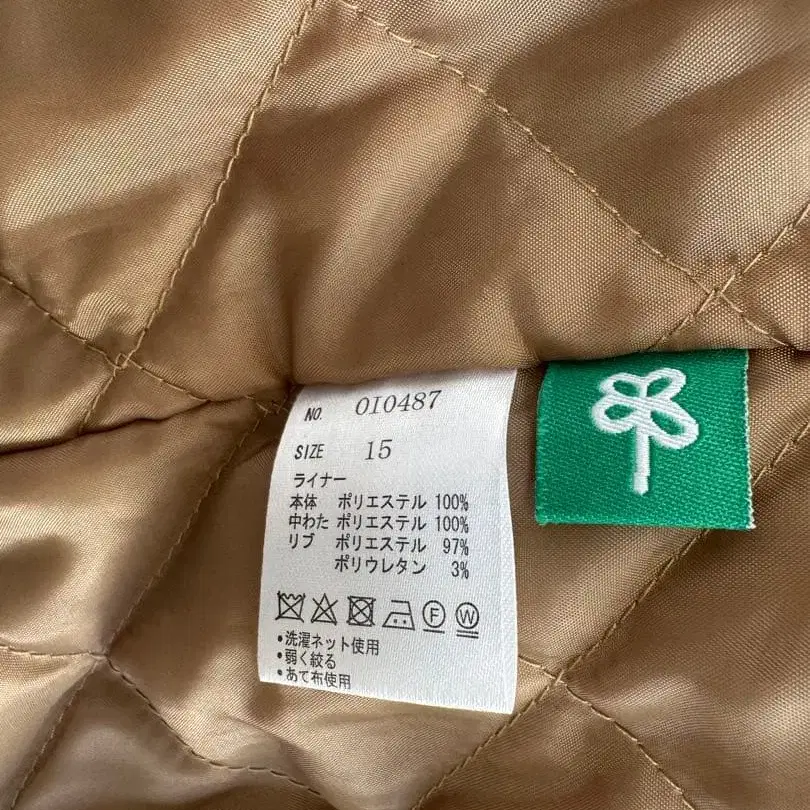 NO. 010487
SIZE 15
ライナー
本体 ポリエステル 100%
中わた ポリエステル 100%
リブ ポリエステル 97%
ポリウレタン 3%
F W
•洗濯ネット使用
•弱く絞る
•あて布使用